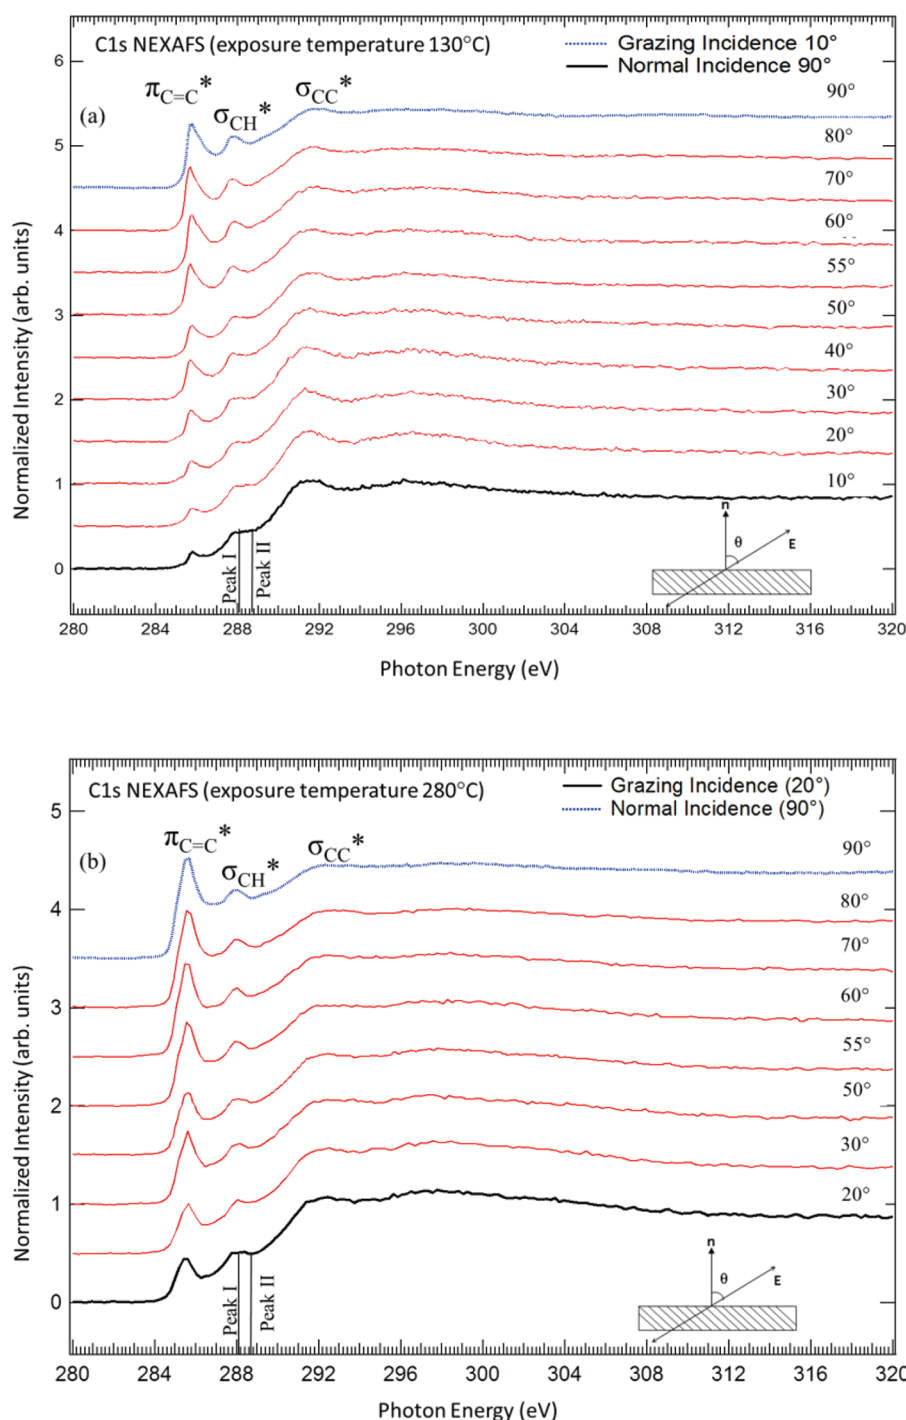 C1s NEXAFS (exposure temperature 130°C)
Grazing Incidence 10°
Normal Incidence 90°
(a)
πC=C*
σCH*
σCC*
90°
80°
70°
60°
55°
50°
40°
30°
20°
10°
Normalized Intensity (arb. units)
6
5
4
3
2
1
0
Peak I
Peak II
n
θ
E
280 284 288 292 296 300 304 308 312 316 320
Photon Energy (eV)
C1s NEXAFS (exposure temperature 280°C)
Grazing Incidence (20°)
Normal Incidence (90°)
(b)
πC=C*
σCH*
σCC*
90°
80°
70°
60°
55°
50°
30°
20°
Normalized Intensity (arb. units)
5
4
3
2
1
0
Peak I
Peak II
n
θ
E
280 284 288 292 296 300 304 308 312 316 320
Photon Energy (eV)